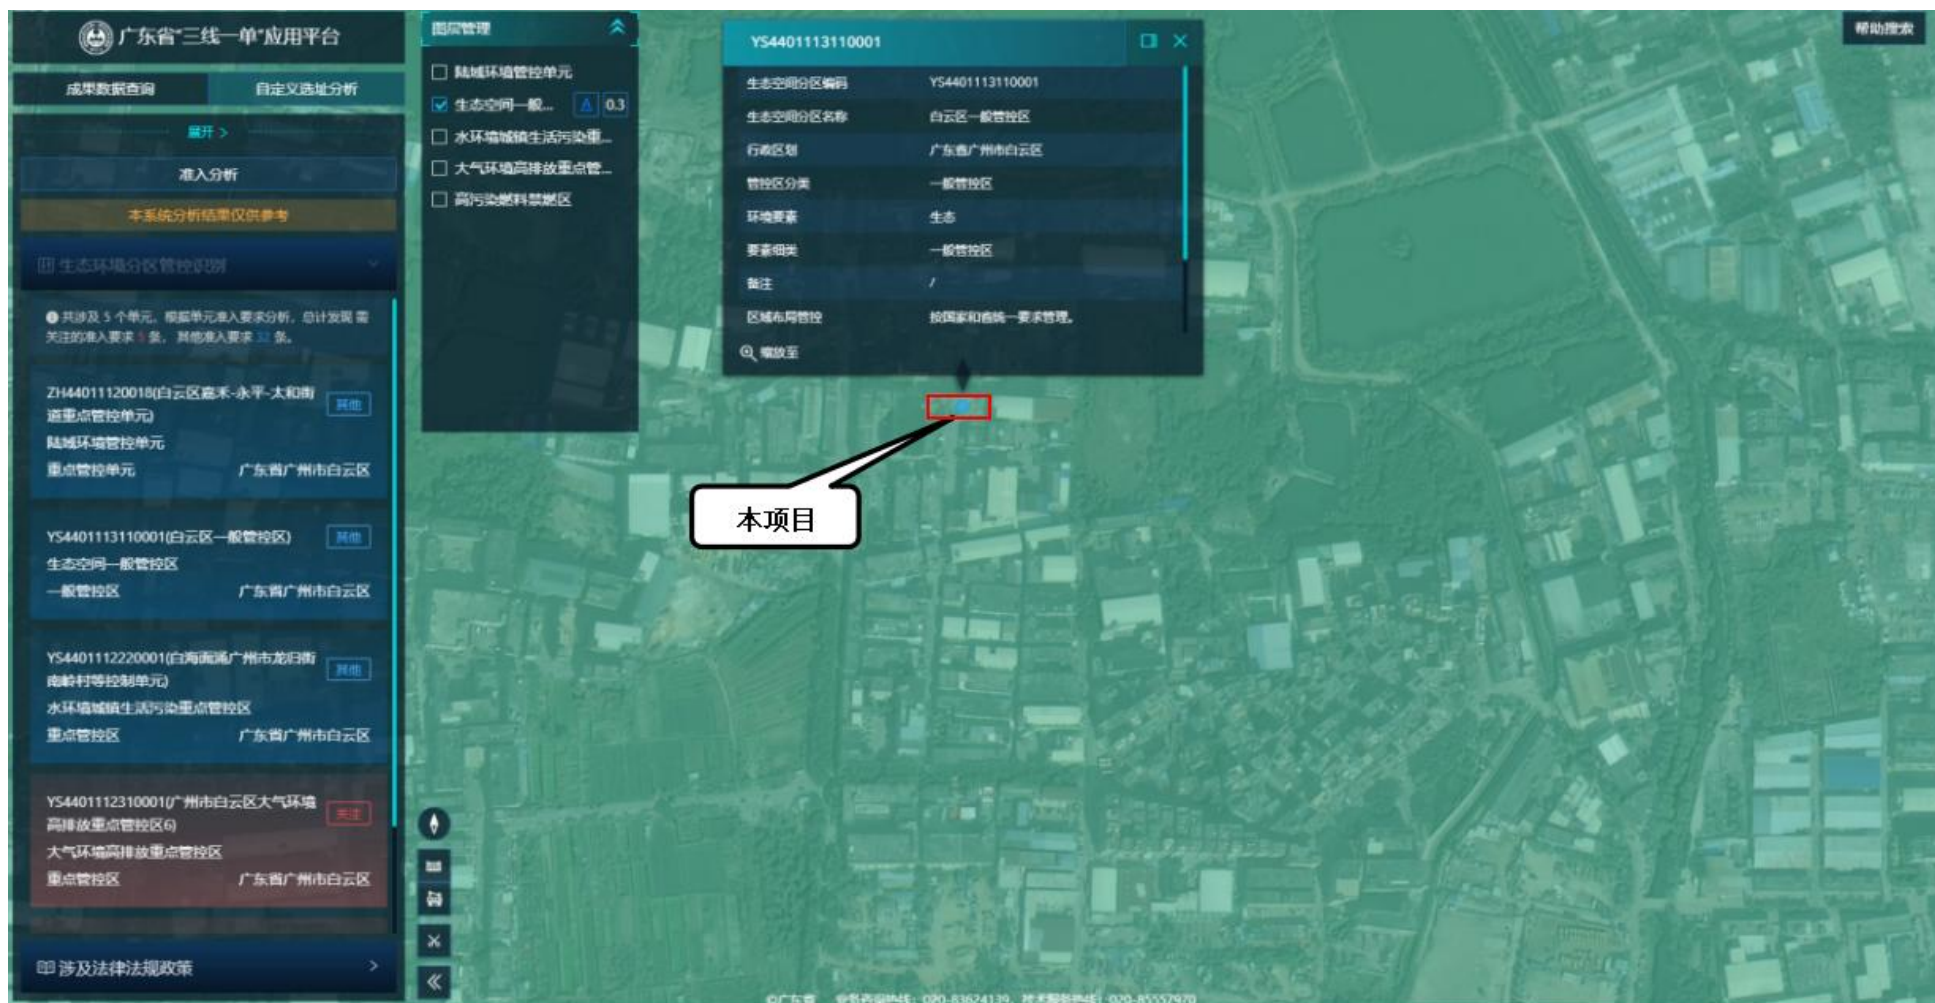 广东省“三线一单”应用平台
成果数据查询
自定义选址分析
展开 >
准入分析
本系统分析结果仅供参考
生态环境分区管控识别
共涉及 5 个单元，根据单元准入要求分析，总计发现 需
关注的准入要求 条，其他准入要求 32 条。
ZH44011120018(白云区嘉禾-永平-太和街
道重点管控单元)
其他
陆域环境管控单元
重点管控单元 广东省广州市白云区
YS4401113110001(白云区一般管控区)
其他
生态空间一般管控区
一般管控区 广东省广州市白云区
YS4401112220001(白海面涌广州市龙归街
南岭村等控制单元)
其他
水环境城镇生活污染重点管控区
重点管控区 广东省广州市白云区
YS4401112310001(广州市白云区大气环境
高排放重点管控区6)
关注
大气环境高排放重点管控区
重点管控区 广东省广州市白云区
涉及法律法规政策 >
图层管理
陆域环境管控单元
生态空间一般... 0.3
水环境城镇生活污染重...
大气环境高排放重点管...
高污染燃料禁燃区
YS4401113110001
生态空间分区编码 YS4401113110001
生态空间分区名称 白云区一般管控区
行政区划 广东省广州市白云区
管控区分类 一般管控区
环境要素 生态
要素细类 一般管控区
备注 /
区域布局管控 按国家和省统一要求管理。
缩放至
本项目
帮助搜索
©广东省 业务咨询热线：020-83624139，技术服务热线：020-85557970